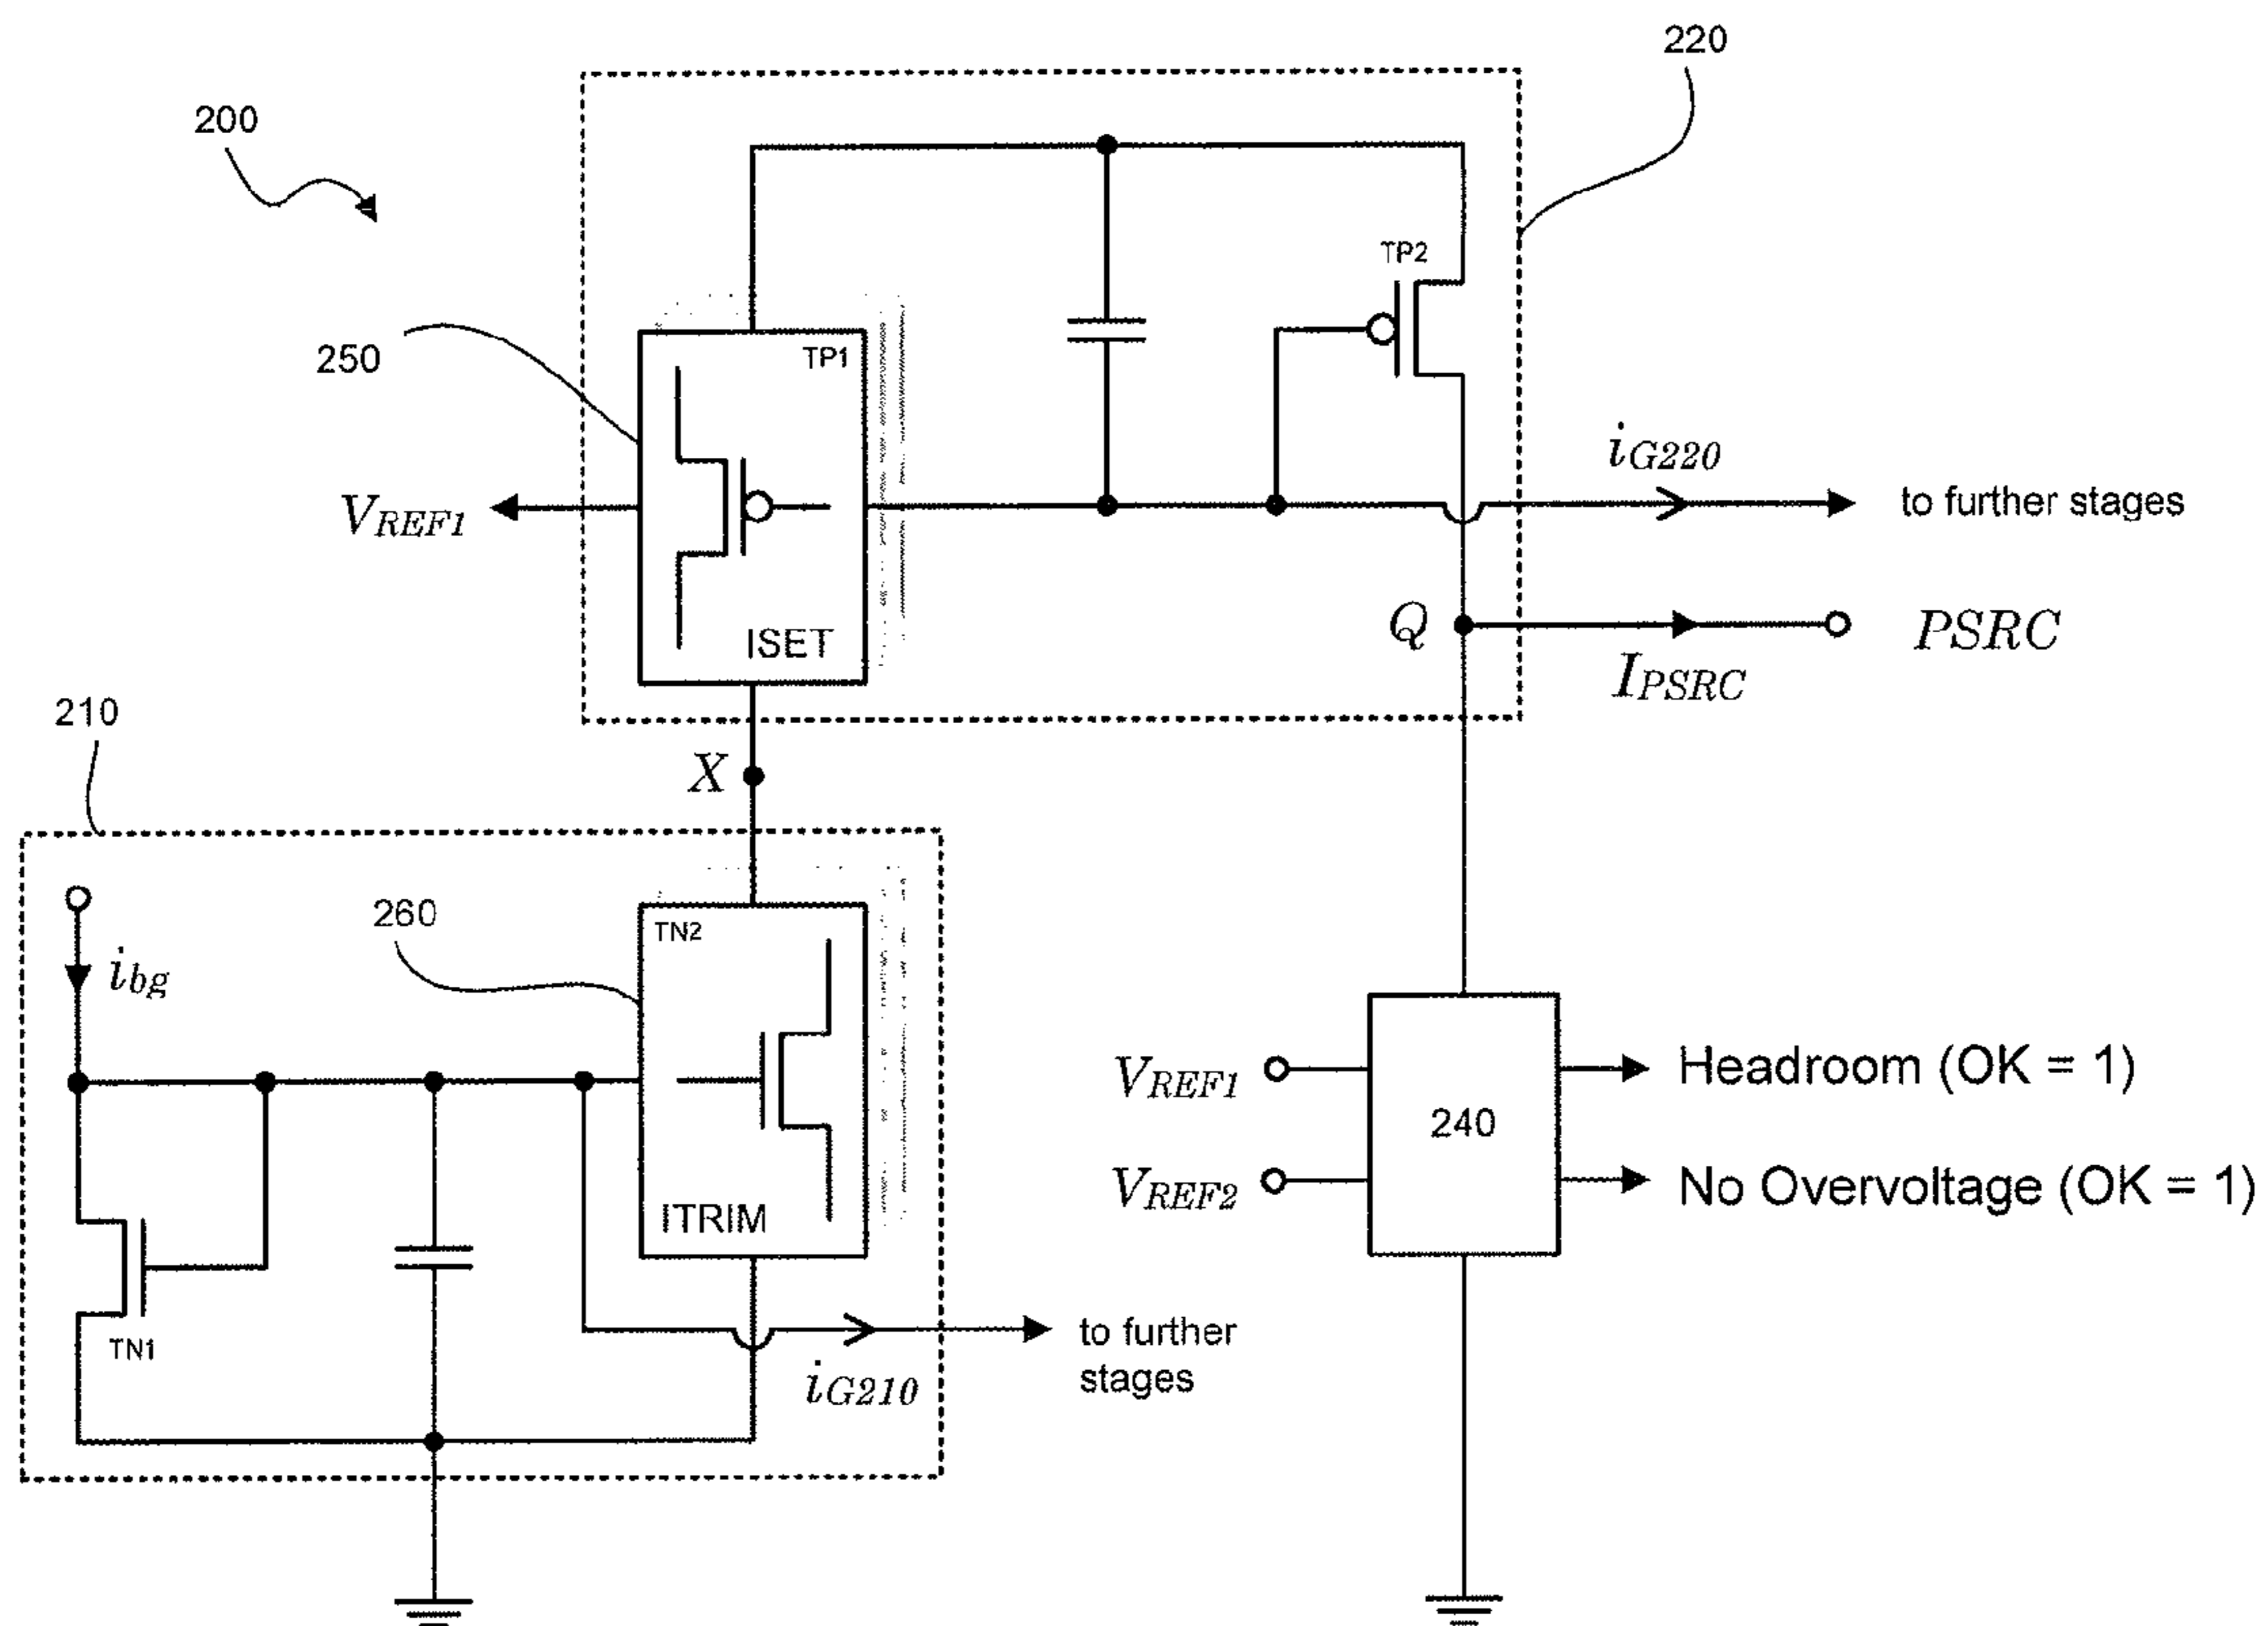 220
200
TP2
TP1
250
iG220
VREF1
to further stages
ISET
Q
PSRC
IPSRC
210
X
260
TN2
ibg
VREF1
Headroom (OK = 1)
240
VREF2
No Overvoltage (OK = 1)
ITRIM
TN1
to further
stages
iG210